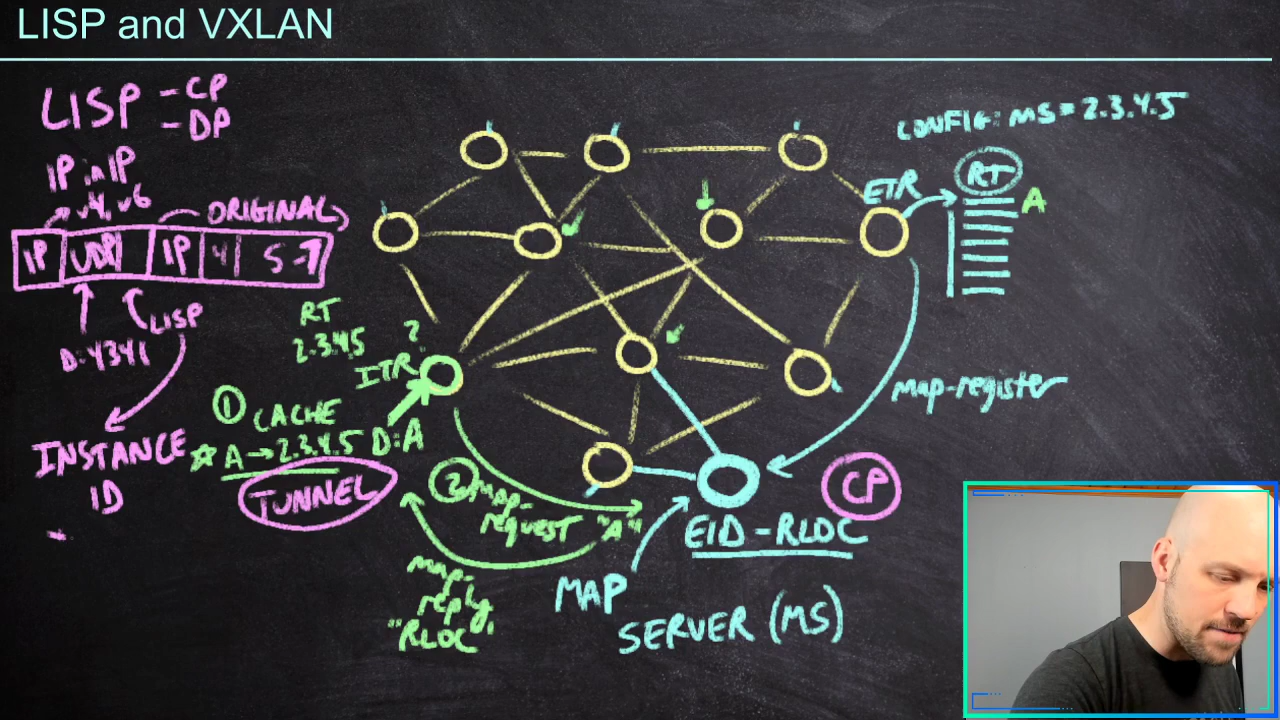 LISP and VXLAN
LISP - CP
- DP
IP in IP
v4, v6
ORIGINAL
IP UDP IP 4 5-7
LISP
D:4341
INSTANCE
ID
RT
2.3.4.5 ?
ITR
① CACHE
☆ A→2.3.4.5 D:A
TUNNEL
② map-
request "A"
map-
reply
"RLOC"
MAP
SERVER (MS)
EID-RLOC
CP
map-register
CONFIG: MS = 2.3.4.5
ETR
RT
A